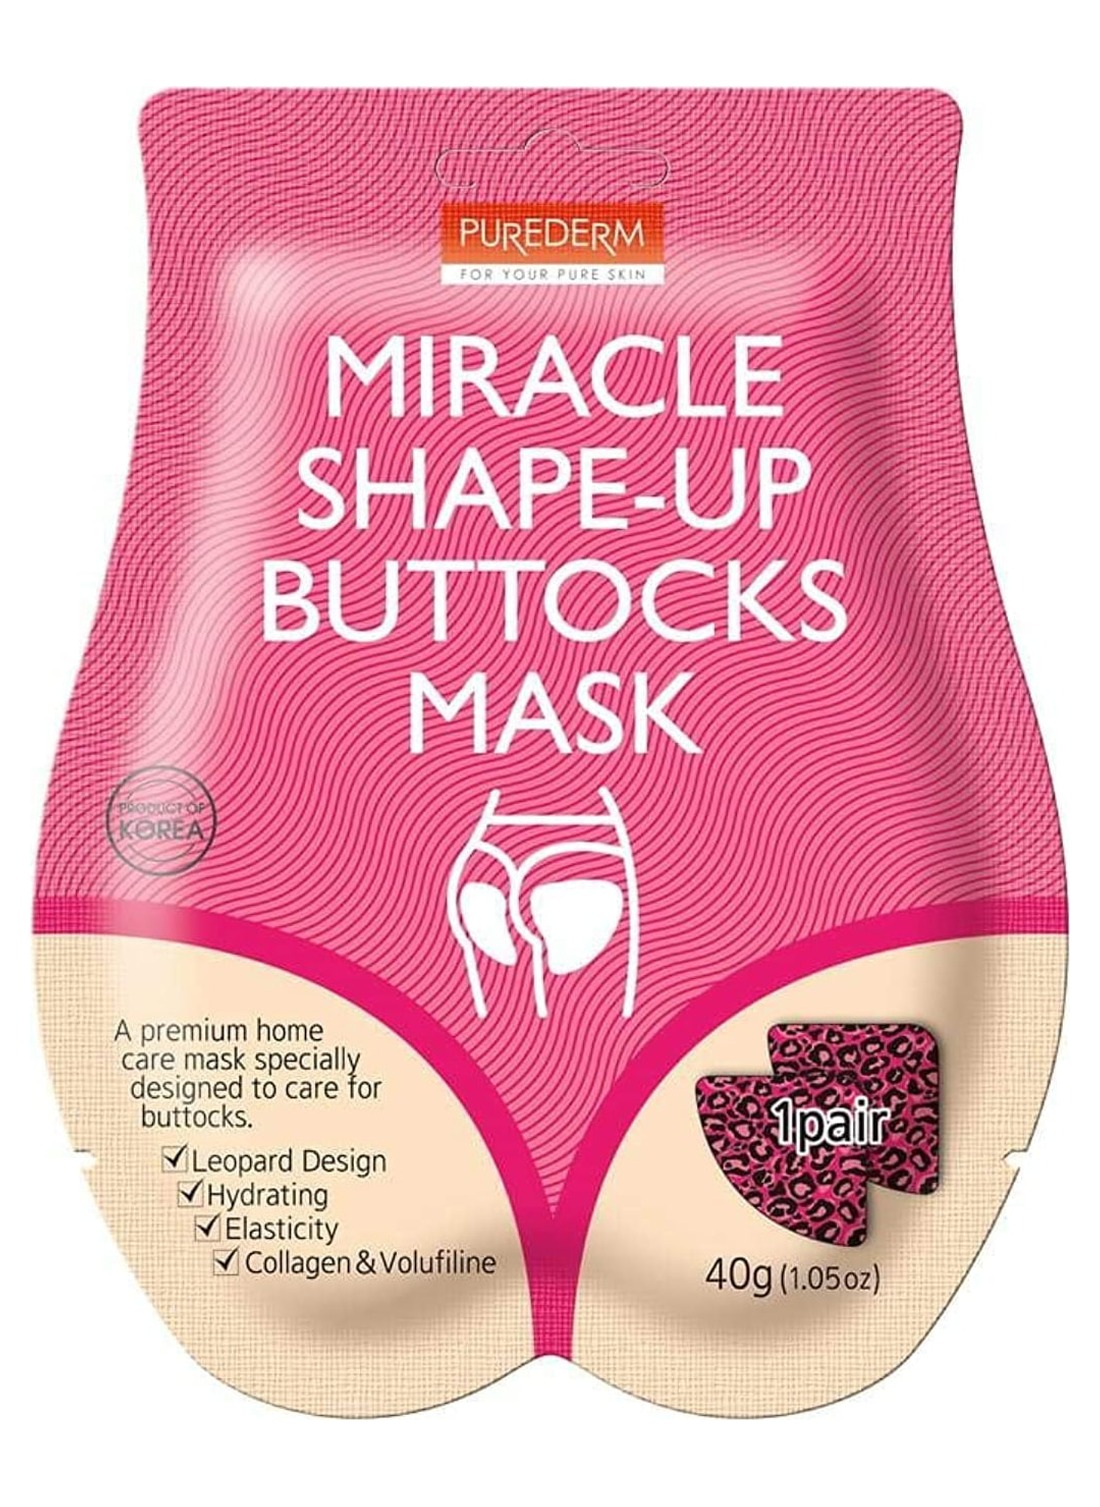 PUREDERM
FOR YOUR PURE SKIN
MIRACLE
SHAPE-UP
BUTTOCKS
MASK
PRODUCT OF
KOREA
A premium home
care mask specially
designed to care for
buttocks.
Leopard Design
Hydrating
Elasticity
Collagen & Volufiline
1pair
40g (1.05oz)